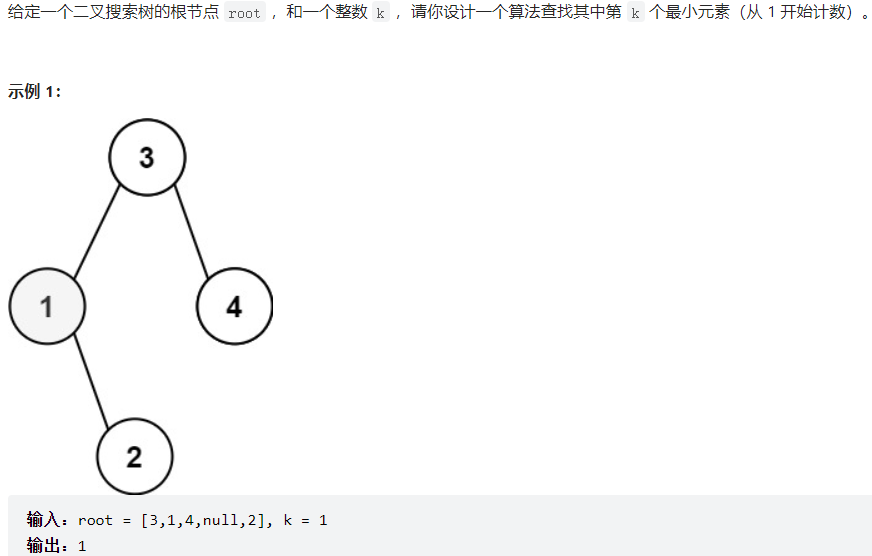 给定一个二叉搜索树的根节点 root ，和一个整数 k ，请你设计一个算法查找其中第 k 个最小元素（从 1 开始计数）。
示例 1：
3
1
4
2
输入：root = [3,1,4,null,2], k = 1
输出：1